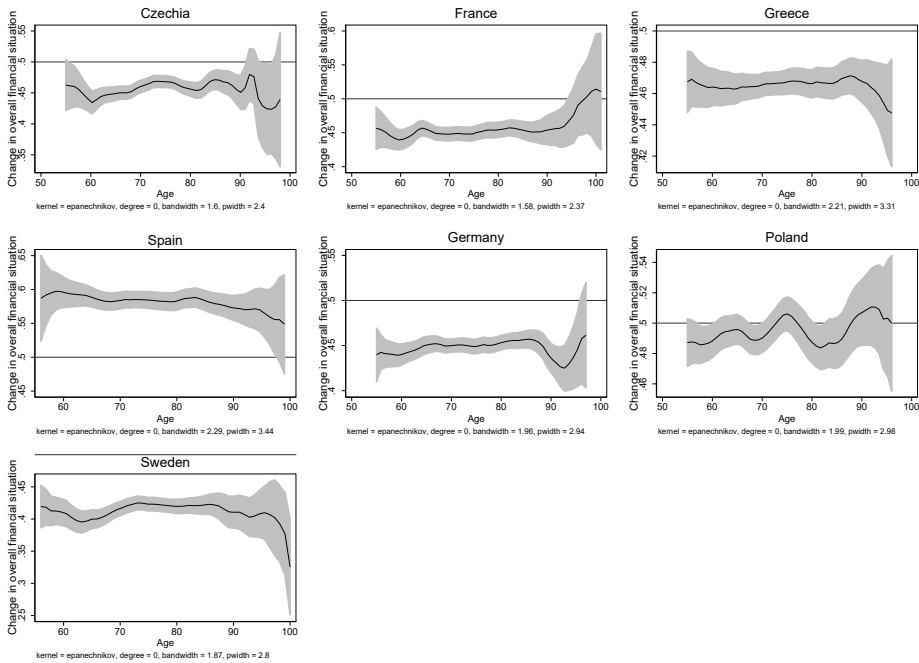 Czechia
Change in overall financial situation
.35 .4 .45 .5 .55
50 60 70 80 90 100
Age
kernel = epanechnikov, degree = 0, bandwidth = 1.6, pwidth = 2.4
France
Change in overall financial situation
.4 .45 .5 .55 .6
50 60 70 80 90 100
Age
kernel = epanechnikov, degree = 0, bandwidth = 1.58, pwidth = 2.37
Greece
Change in overall financial situation
.42 .44 .46 .48 .5
50 60 70 80 90 100
Age
kernel = epanechnikov, degree = 0, bandwidth = 2.21, pwidth = 3.31
Spain
Change in overall financial situation
.45 .5 .55 .6 .65
60 70 80 90 100
Age
kernel = epanechnikov, degree = 0, bandwidth = 2.29, pwidth = 3.44
Germany
Change in overall financial situation
.4 .45 .5 .55
50 60 70 80 90 100
Age
kernel = epanechnikov, degree = 0, bandwidth = 1.96, pwidth = 2.94
Poland
Change in overall financial situation
.46 .48 .5 .52 .54
50 60 70 80 90 100
Age
kernel = epanechnikov, degree = 0, bandwidth = 1.99, pwidth = 2.98
Sweden
Change in overall financial situation
.25 .3 .35 .4 .45
60 70 80 90 100
Age
kernel = epanechnikov, degree = 0, bandwidth = 1.87, pwidth = 2.8